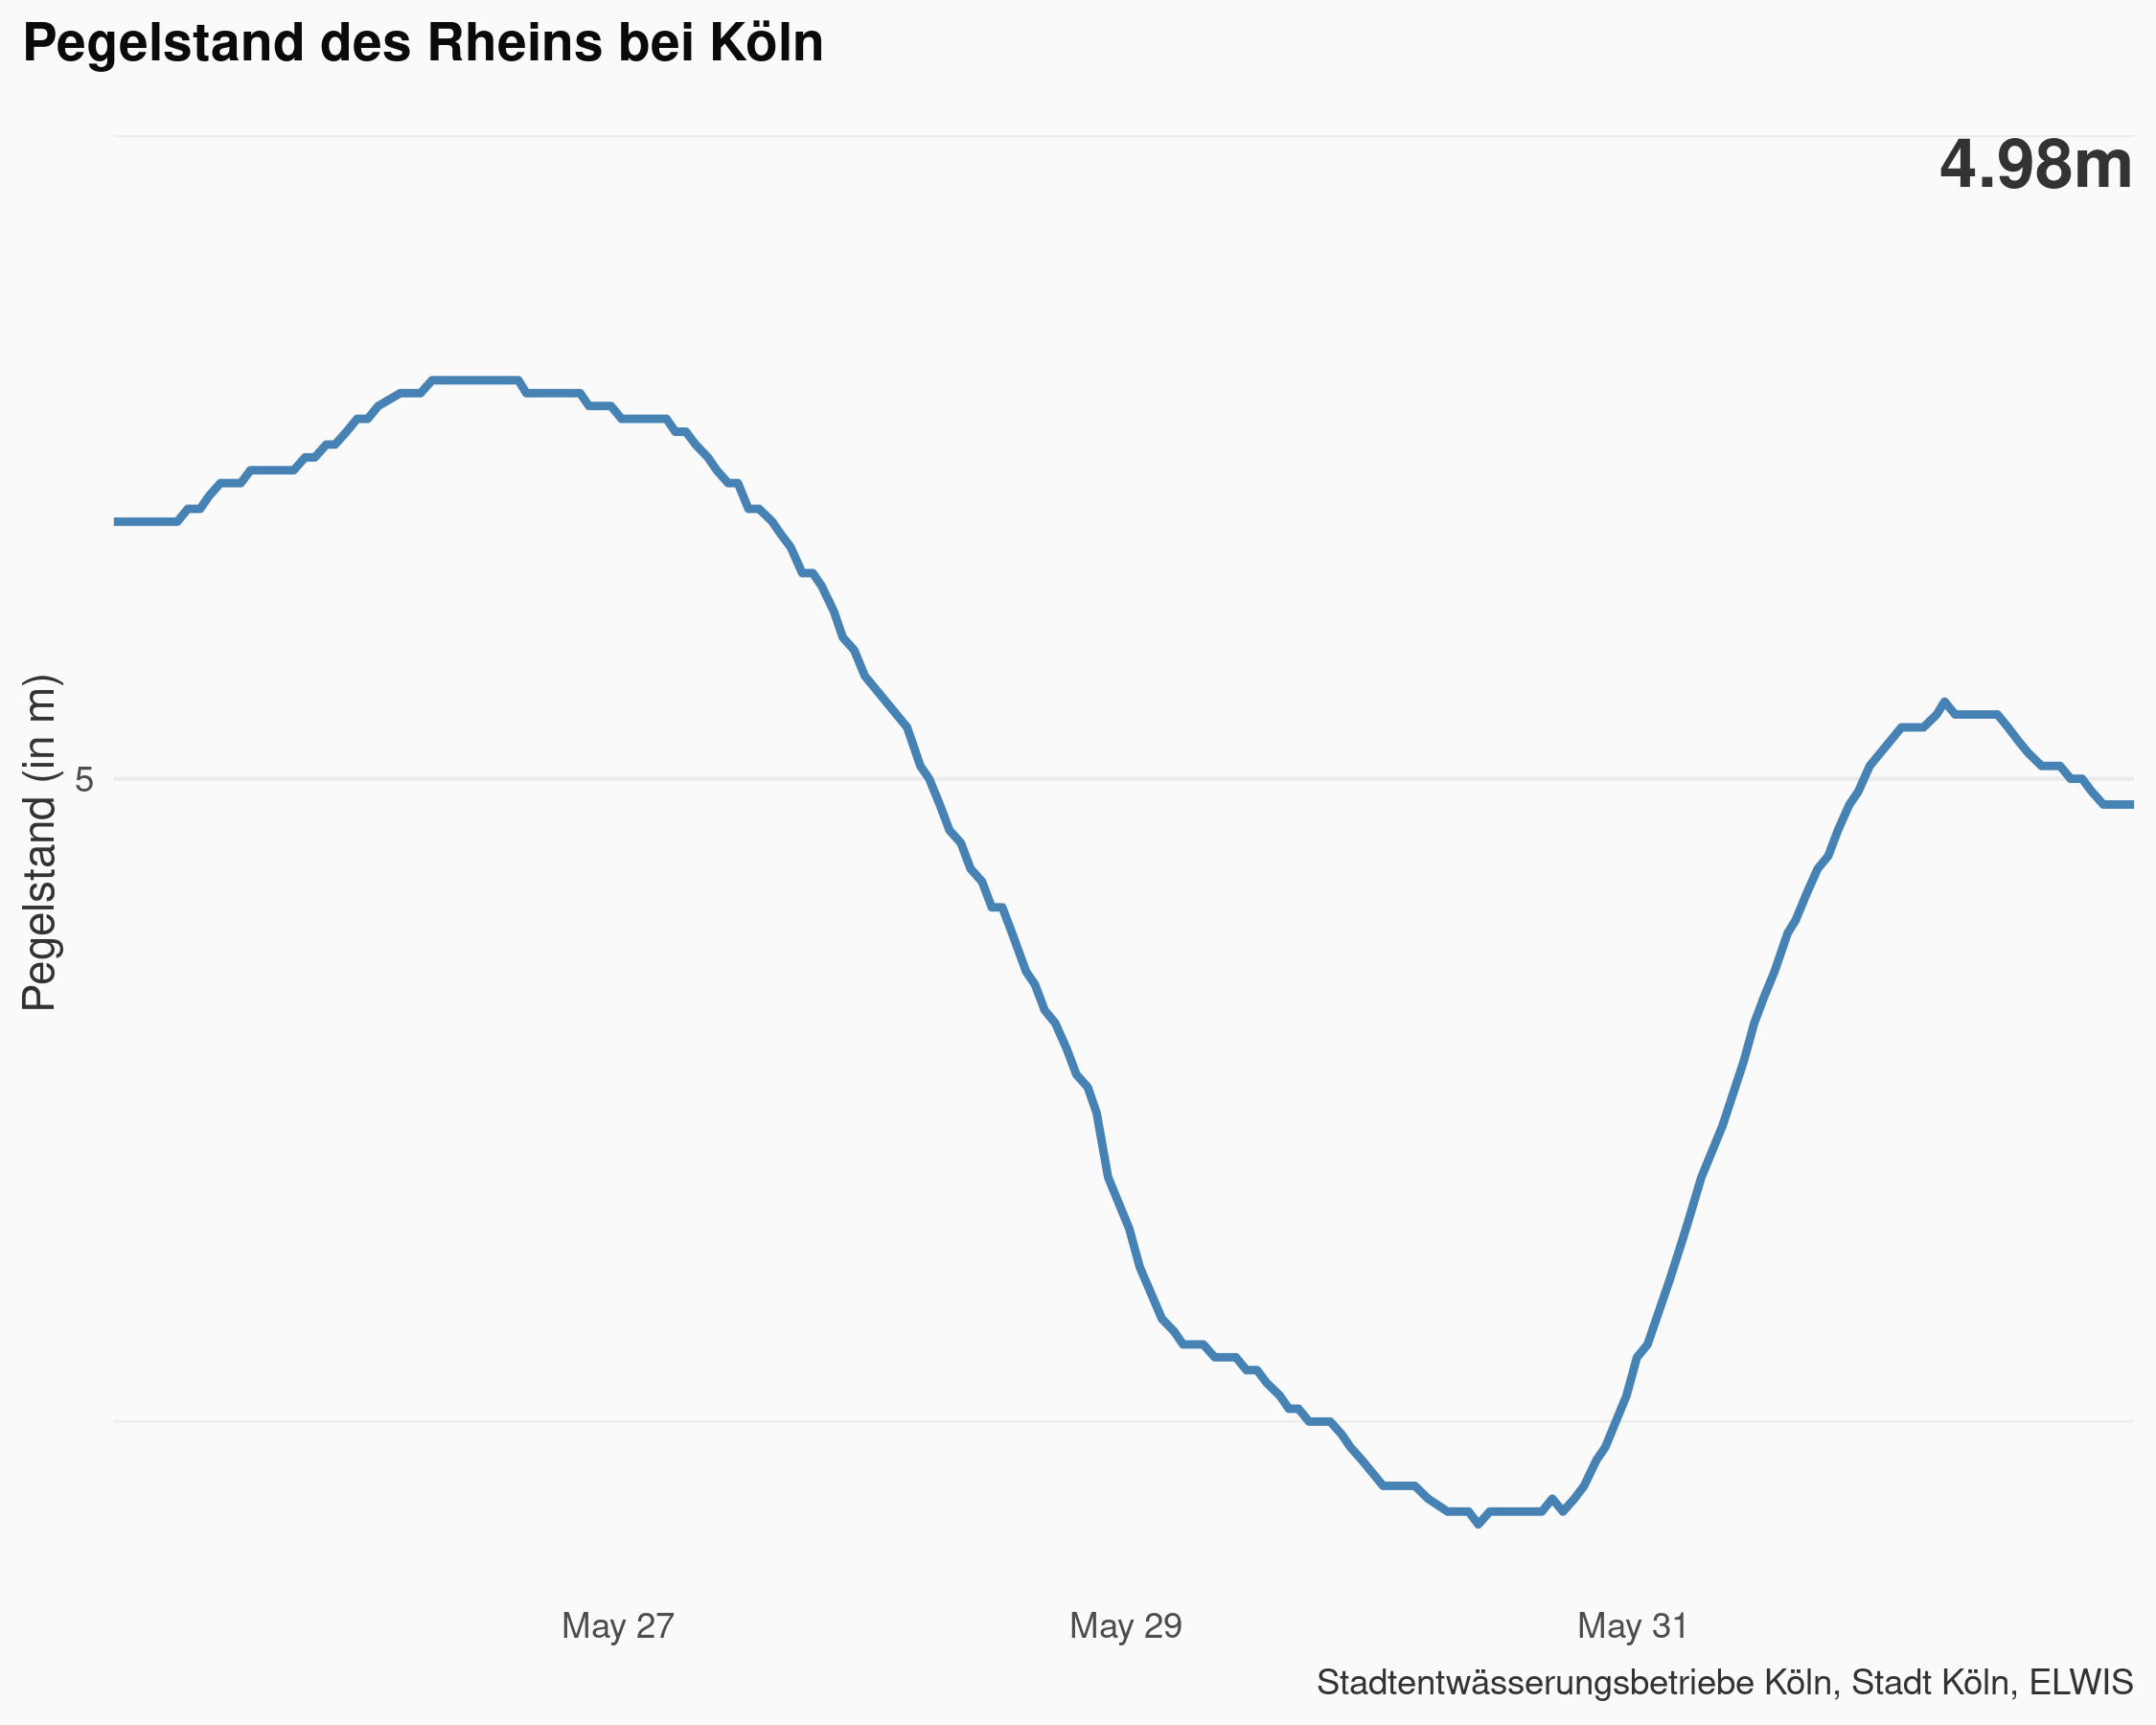 Pegelstand des Rheins bei Köln
4.98m
Pegelstand (in m)
5
May 27
May 29
May 31
Stadtentwässerungsbetriebe Köln, Stadt Köln, ELWIS